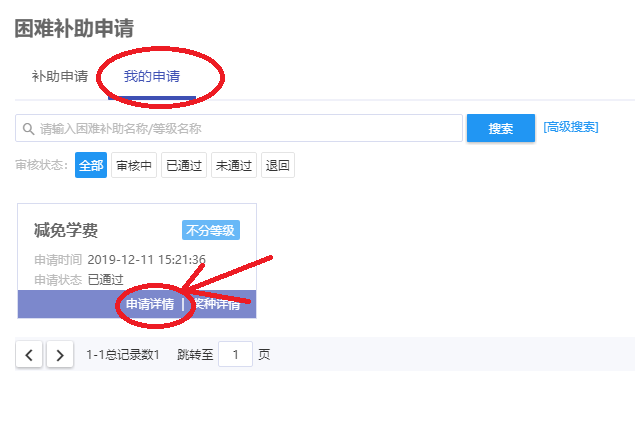 困难补助申请
补助申请 我的申请
请输入困难补助名称/等级名称 搜索 [高级搜索]
审核状态: 全部 审核中 已通过 未通过 退回
减免学费 不分等级
申请时间 2019-12-11 15:21:36
申请状态 已通过
申请详情 | 奖种详情
1-1总记录数1 跳转至 1 页